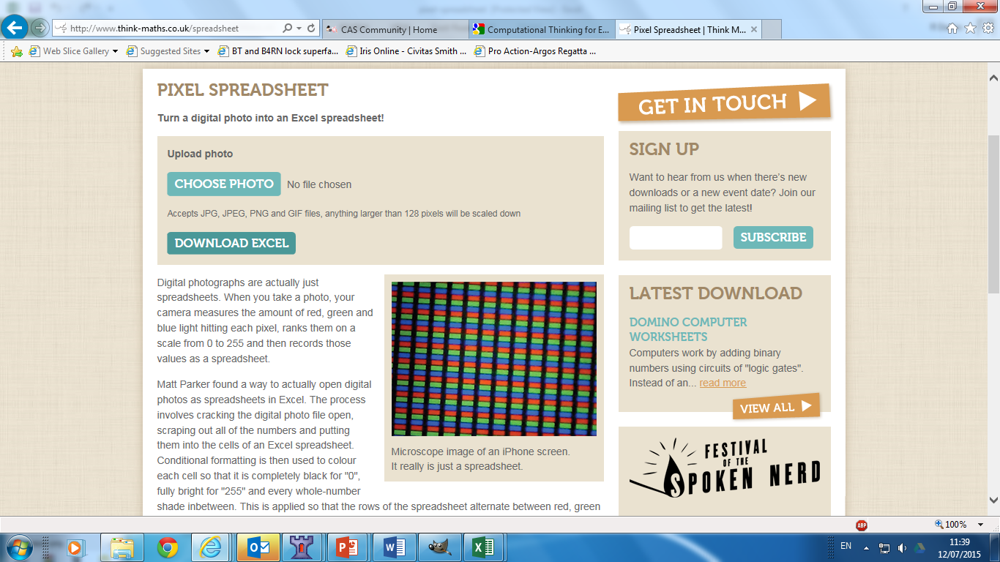 http://www.think-maths.co.uk/spreadsheet
CAS Community | Home
Computational Thinking for E...
Pixel Spreadsheet | Think M...
Web Slice Gallery
Suggested Sites
BT and B4RN lock superfa...
Iris Online - Civitas Smith ...
Pro Action-Argos Regatta ...
PIXEL SPREADSHEET
Turn a digital photo into an Excel spreadsheet!
Upload photo
CHOOSE PHOTO No file chosen
Accepts JPG, JPEG, PNG and GIF files, anything larger than 128 pixels will be scaled down
DOWNLOAD EXCEL
Digital photographs are actually just
spreadsheets. When you take a photo, your
camera measures the amount of red, green and
blue light hitting each pixel, ranks them on a
scale from 0 to 255 and then records those
values as a spreadsheet.
Matt Parker found a way to actually open digital
photos as spreadsheets in Excel. The process
involves cracking the digital photo file open,
scraping out all of the numbers and putting
them into the cells of an Excel spreadsheet.
Conditional formatting is then used to colour
each cell so that it is completely black for "0",
fully bright for "255" and every whole-number
shade inbetween. This is applied so that the rows of the spreadsheet alternate between red, green
Microscope image of an iPhone screen.
It really is just a spreadsheet.
GET IN TOUCH
SIGN UP
Want to hear from us when there's new
downloads or a new event date? Join our
mailing list to get the latest!
SUBSCRIBE
LATEST DOWNLOAD
DOMINO COMPUTER
WORKSHEETS
Computers work by adding binary
numbers using circuits of "logic gates".
Instead of an... read more
VIEW ALL
FESTIVAL
OF THE
SPOKEN NERD
ABP
100%
EN
11:39
12/07/2015